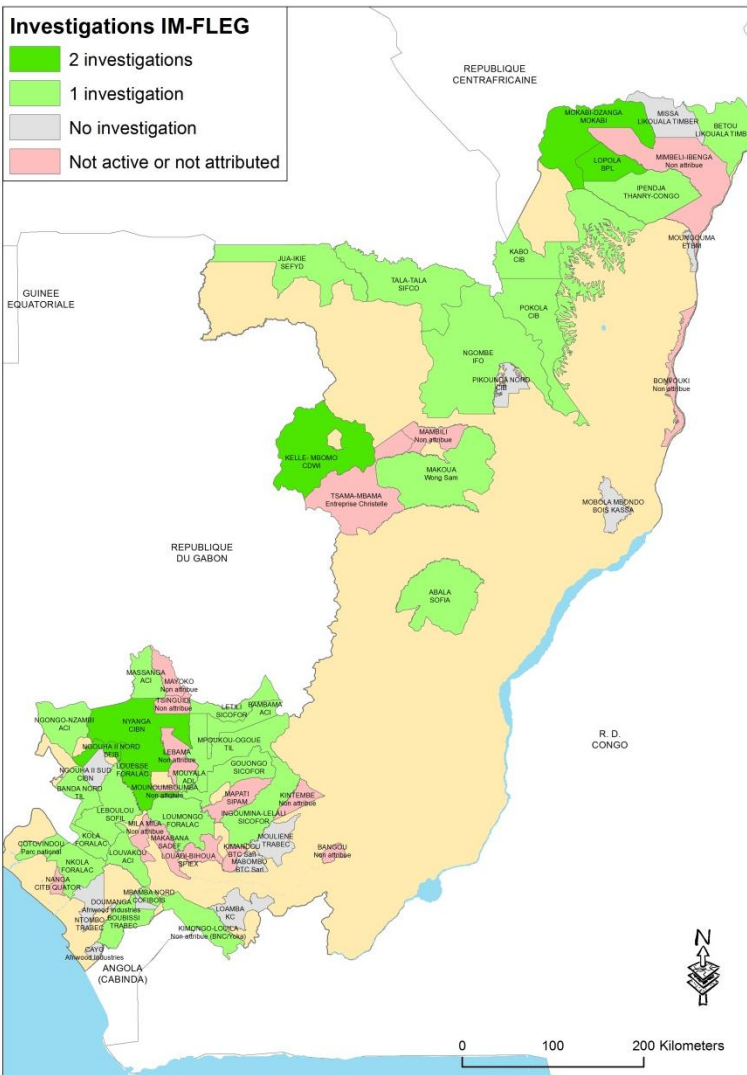 Investigations IM-FLEG
2 investigations
1 investigation
No investigation
Not active or not attributed
REPUBLIQUE
CENTRAFRICAINE
MOKABI-DZANGA
MOKABI
MISSA
LIKOUALA TIMBER
BETOU
LIKOUALA TIMB
LOPOLA
BPL
MIMBELI-IBENGA
Non attribue
IPENDJA
THANRY-CONGO
MOUNGOUMA
ETBM
KABO
CIB
JUA-IKIE
SEFYD
TALA-TALA
SIFCO
POKOLA
CIB
GUINEE
EQUATORIALE
NGOMBE
IFO
PIKOUNDA NORD
CIB
BONVOUKI
Non attribue
MAMBILI
Non attribue
KELLE- MBOMO
CDWI
MAKOUA
Wong Sam
TSAMA-MBAMA
Entreprise Christelle
MOBOLA MBONDO
BOIS KASSA
REPUBLIQUE
DU GABON
ABALA
SOFIA
R. D.
CONGO
MASSANGA
ACI
MAYOKO
Non attribue
TSINGUIDI
Non attribue
LETILI
SICOFOR
BAMBAMA
ACI
NGONGO-NZAMBI
ACI
NYANGA
CIBN
MPOUKOU-OGOUE
TIL
NGOUHA II NORD
LEBAMA
Non attribue
LOUESSE
FORALAC
GOUONGO
SICOFOR
NGOUHA II SUD
CIBN
MOUYALA
ADL
BANDA NORD
TIL
MOUNOUMBOUMBA
Non attribue
MAPATI
SIPAM
KINTEMBE
Non attribue
LEBOULOU
SOFIL
MILA MILA
Non attribue
LOUMONGO
FORALAC
INGOUMINA-LELALI
SICOFOR
KOLA
FORALAC
MAKABANA
SADEF
MOULIENE
TRABEC
COTOVINDOU
Parc national
LOUVAKOU
ACI
LOUADI-BIHOUA
SPIEX
KIMANDOU
BTC Sarl
BANGOU
Non attribue
NKOLA
FORALAC
MABOMBO
BTC Sarl
NANGA
CITB QUATOR
MBAMBA NORD
COFIBOIS
DOUMANGA
Afriwood Industries
LOAMBA
KC
NTOMBO
TRABEC
BOUBISSI
TRABEC
KIMONGO-LOUILA
Non attribue (BNC/Yoka)
CAYO
Afriwood Industries
ANGOLA
(CABINDA)
N
0 100 200 Kilometers